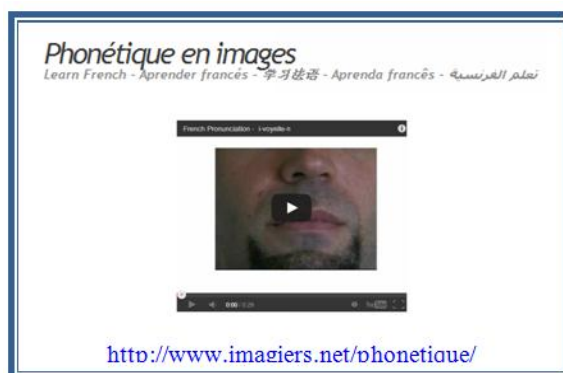 Phonétique en images
Learn French - Aprender francés - 学习法语 - Aprenda francês - تعلم الفرنسية
French Pronunciation - i-voyelle-n
0:00 / 0:29
YouTube
http://www.imagiers.net/phonetique/